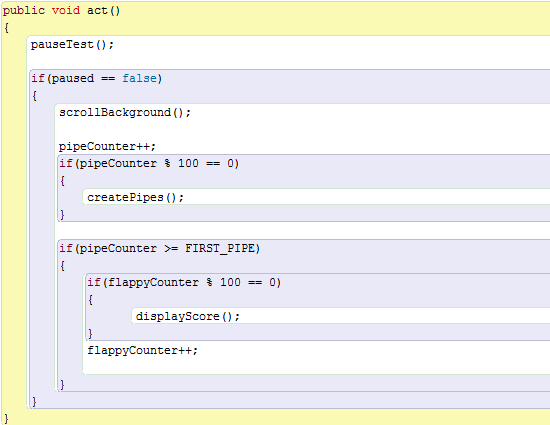 public void act()
{
    pauseTest();
    if(paused == false)
    {
        scrollBackground();
        pipeCounter++;
        if(pipeCounter % 100 == 0)
        {
            createPipes();
        }
        if(pipeCounter >= FIRST_PIPE)
        {
            if(flappyCounter % 100 == 0)
            {
                displayScore();
            }
            flappyCounter++;
        }
    }
}